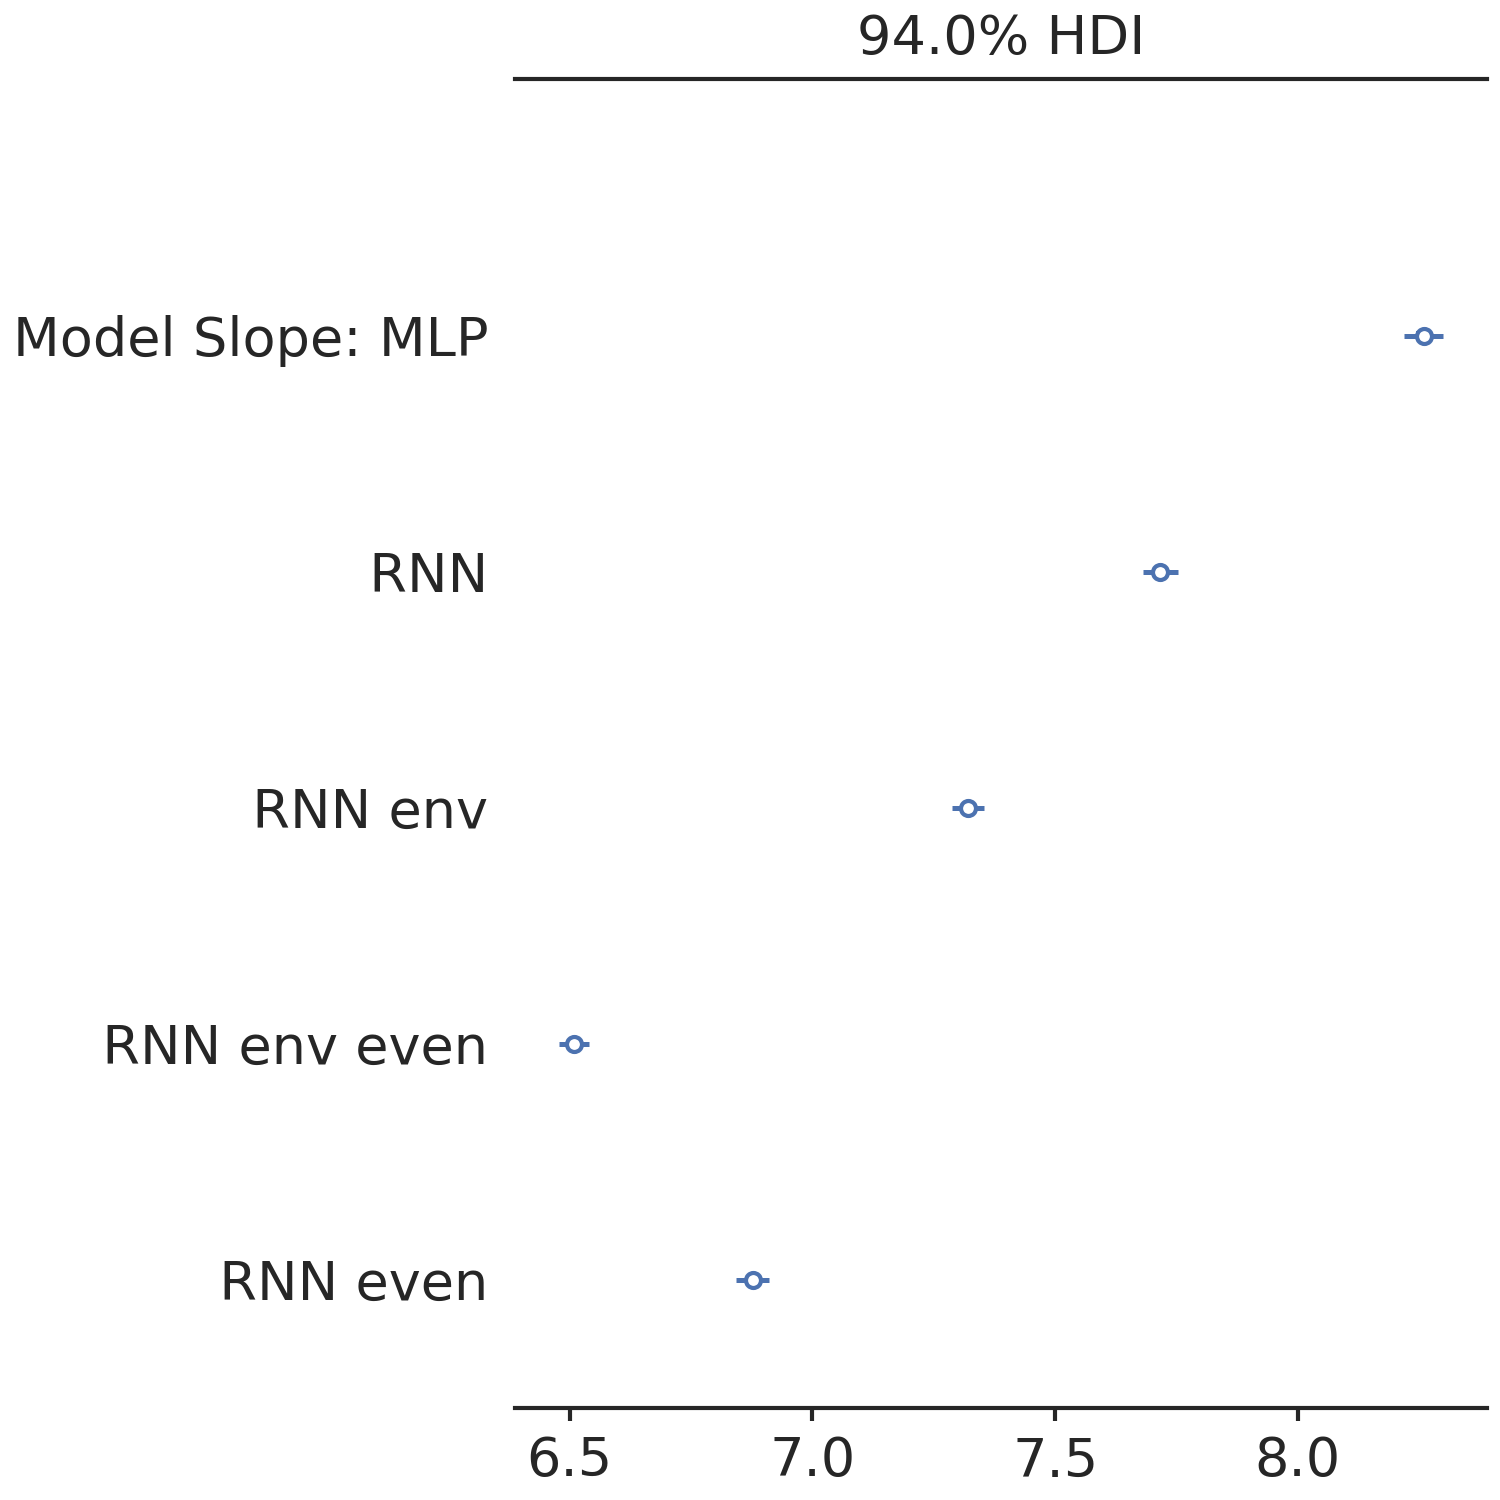 94.0% HDI
Model Slope: MLP
RNN
RNN env
RNN env even
RNN even
6.5 7.0 7.5 8.0